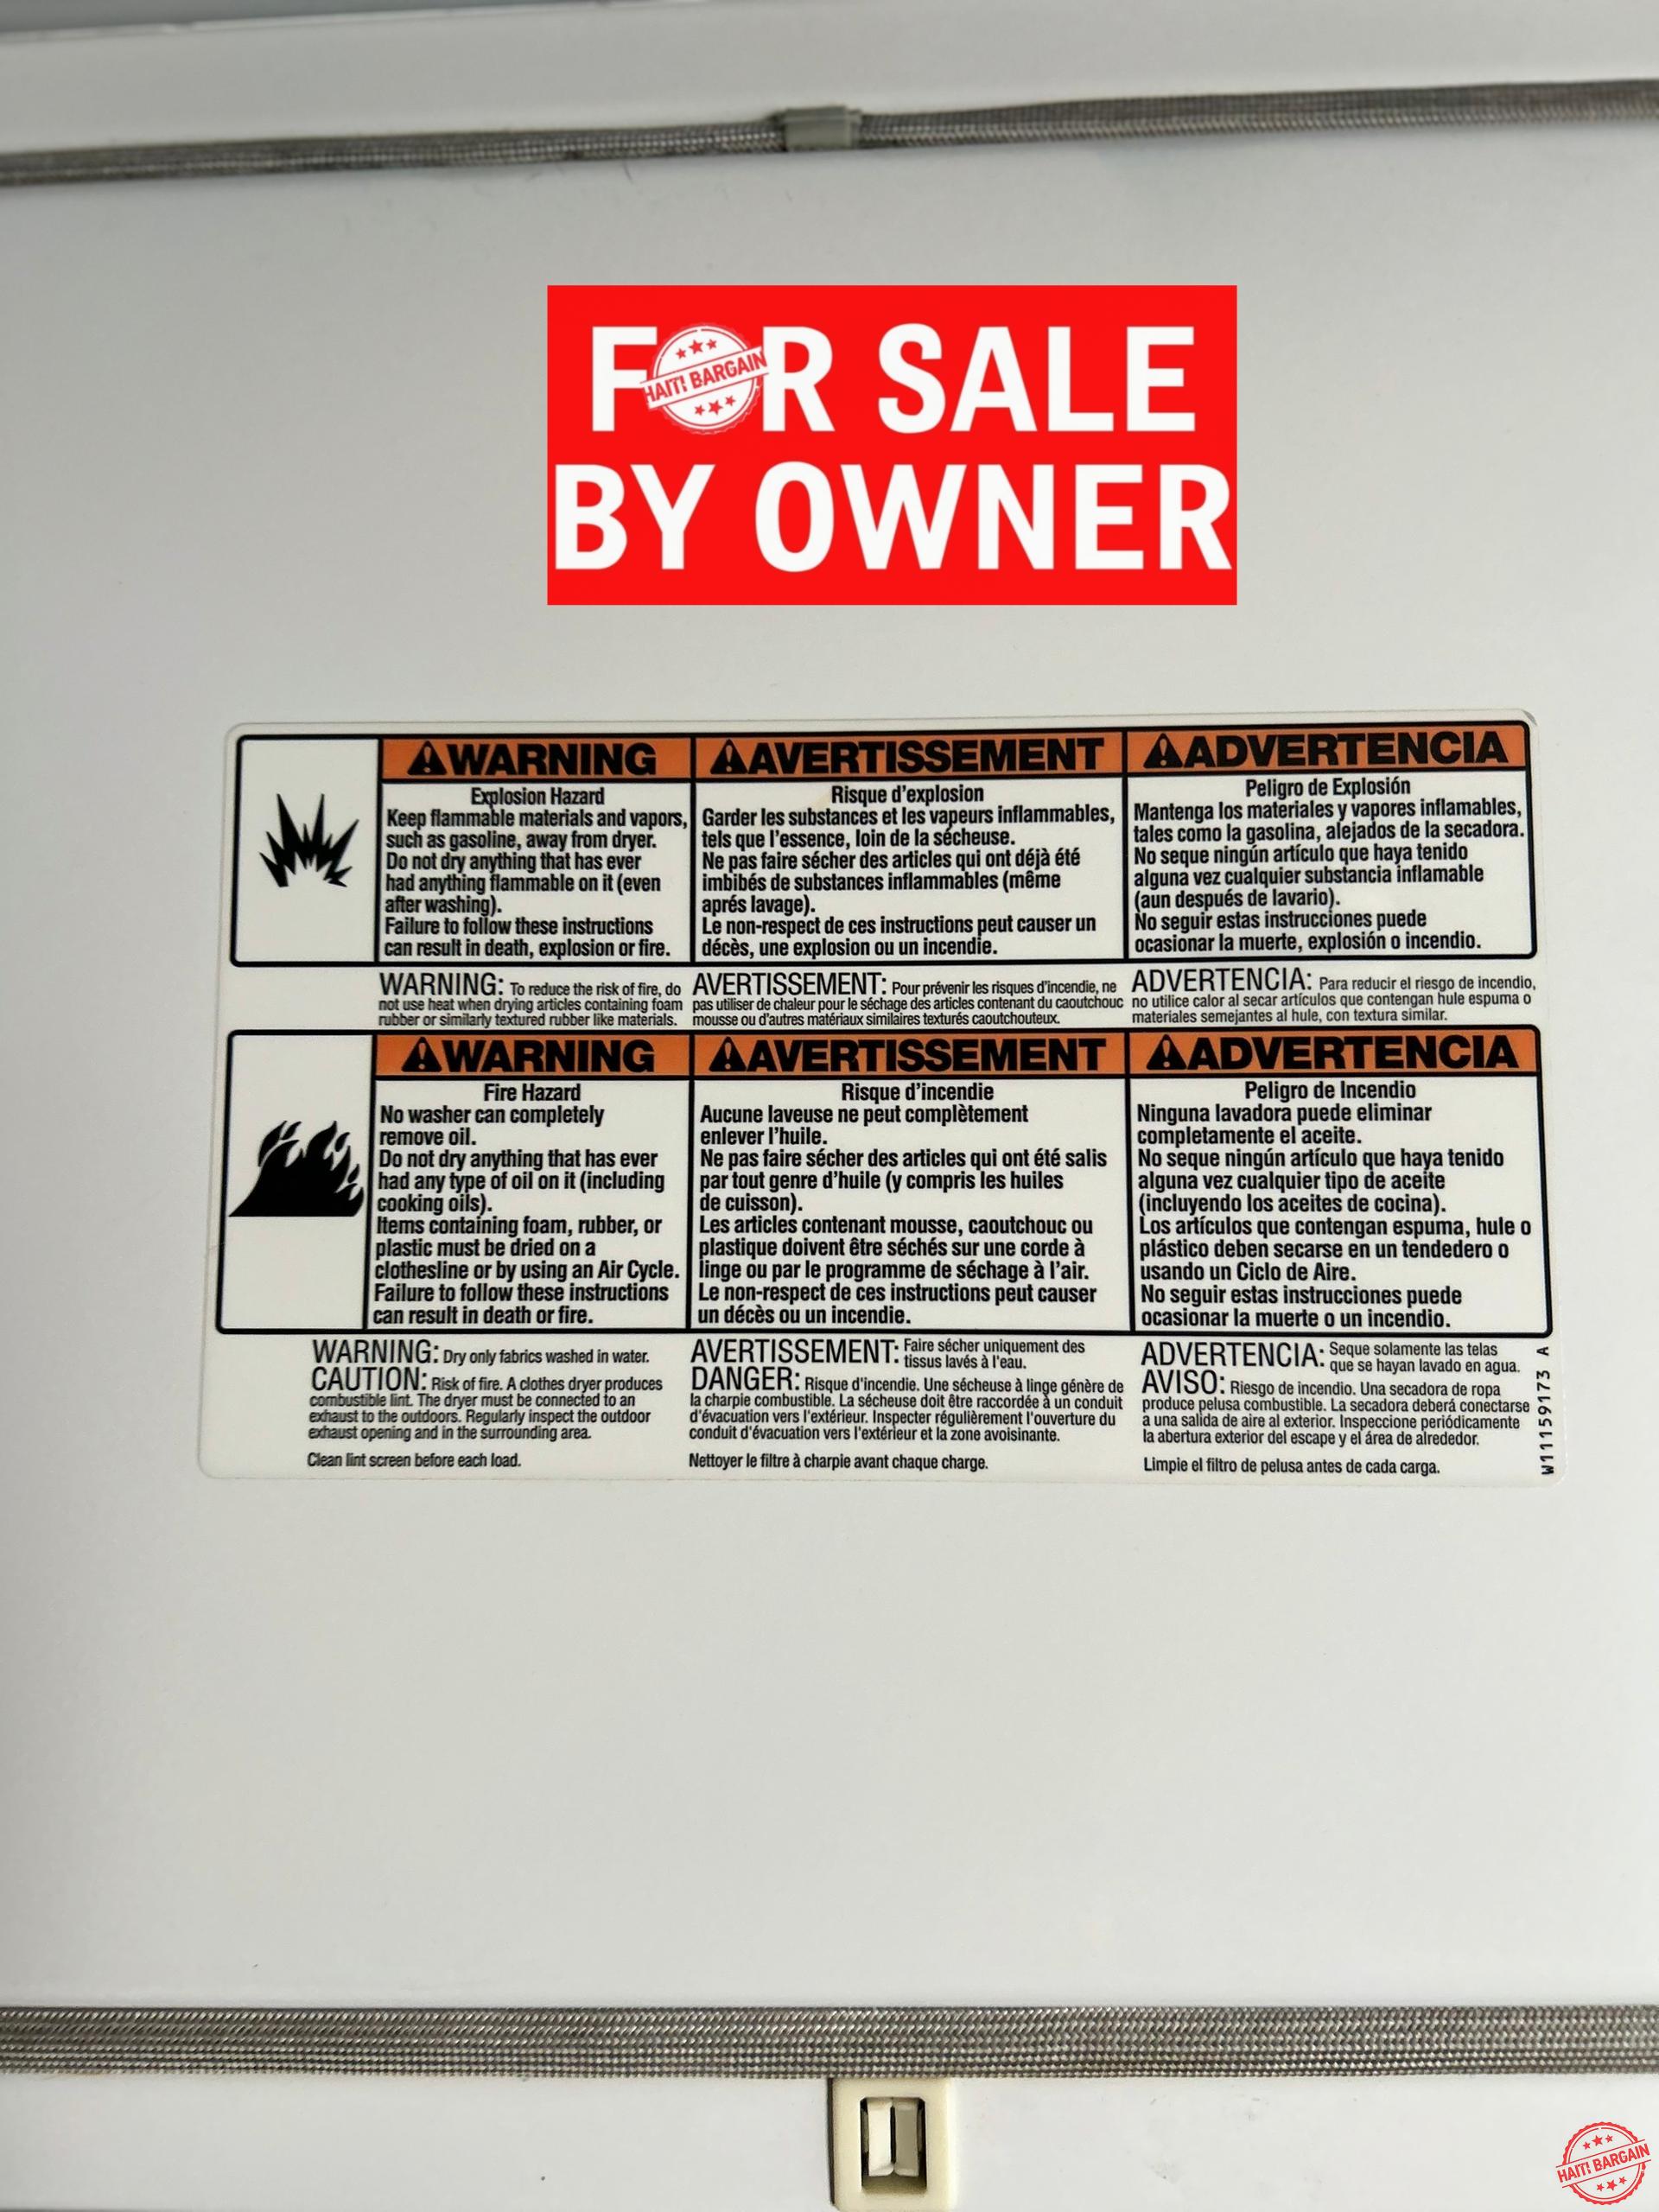 FOR SALE
HAITI BARGAIN
BY OWNER
WARNING
Explosion Hazard
Keep flammable materials and vapors,
such as gasoline, away from dryer.
Do not dry anything that has ever
had anything flammable on it (even
after washing).
Failure to follow these instructions
can result in death, explosion or fire.
AVERTISSEMENT
Risque d'explosion
Garder les substances et les vapeurs inflammables,
tels que l'essence, loin de la sécheuse.
Ne pas faire sécher des articles qui ont déjà été
imbibés de substances inflammables (même
aprés lavage).
Le non-respect de ces instructions peut causer un
décès, une explosion ou un incendie.
ADVERTENCIA
Peligro de Explosión
Mantenga los materiales y vapores inflamables,
tales como la gasolina, alejados de la secadora.
No seque ningún artículo que haya tenido
alguna vez cualquier substancia inflamable
(aun después de lavario).
No seguir estas instrucciones puede
ocasionar la muerte, explosión o incendio.
WARNING: To reduce the risk of fire, do
not use heat when drying articles containing foam
rubber or similarly textured rubber like materials.
AVERTISSEMENT: Pour prévenir les risques d'incendie, ne
pas utiliser de chaleur pour le séchage des articles contenant du caoutchouc
mousse ou d'autres matériaux similaires texturés caoutchouteux.
ADVERTENCIA: Para reducir el riesgo de incendio,
no utilice calor al secar artículos que contengan hule espuma o
materiales semejantes al hule, con textura similar.
WARNING
Fire Hazard
No washer can completely
remove oil.
Do not dry anything that has ever
had any type of oil on it (including
cooking oils).
Items containing foam, rubber, or
plastic must be dried on a
clothesline or by using an Air Cycle.
Failure to follow these instructions
can result in death or fire.
AVERTISSEMENT
Risque d'incendie
Aucune laveuse ne peut complètement
enlever l'huile.
Ne pas faire sécher des articles qui ont été salis
par tout genre d'huile (y compris les huiles
de cuisson).
Les articles contenant mousse, caoutchouc ou
plastique doivent être séchés sur une corde à
linge ou par le programme de séchage à l'air.
Le non-respect de ces instructions peut causer
un décès ou un incendie.
ADVERTENCIA
Peligro de Incendio
Ninguna lavadora puede eliminar
completamente el aceite.
No seque ningún artículo que haya tenido
alguna vez cualquier tipo de aceite
(incluyendo los aceites de cocina).
Los artículos que contengan espuma, hule o
plástico deben secarse en un tendedero o
usando un Ciclo de Aire.
No seguir estas instrucciones puede
ocasionar la muerte o un incendio.
WARNING: Dry only fabrics washed in water.
CAUTION: Risk of fire. A clothes dryer produces
combustible lint. The dryer must be connected to an
exhaust to the outdoors. Regularly inspect the outdoor
exhaust opening and in the surrounding area.
Clean lint screen before each load.
AVERTISSEMENT: Faire sécher uniquement des
tissus lavés à l'eau.
DANGER: Risque d'incendie. Une sécheuse à linge génère de
la charpie combustible. La sécheuse doit être raccordée à un conduit
d'évacuation vers l'extérieur. Inspecter régulièrement l'ouverture du
conduit d'évacuation vers l'extérieur et la zone avoisinante.
Nettoyer le filtre à charpie avant chaque charge.
ADVERTENCIA: Seque solamente las telas
que se hayan lavado en agua.
AVISO: Riesgo de incendio. Una secadora de ropa
produce pelusa combustible. La secadora deberá conectarse
a una salida de aire al exterior. Inspeccione periódicamente
la abertura exterior del escape y el área de alrededor.
Limpie el filtro de pelusa antes de cada carga.
W11159173 A
HAITI BARGAIN